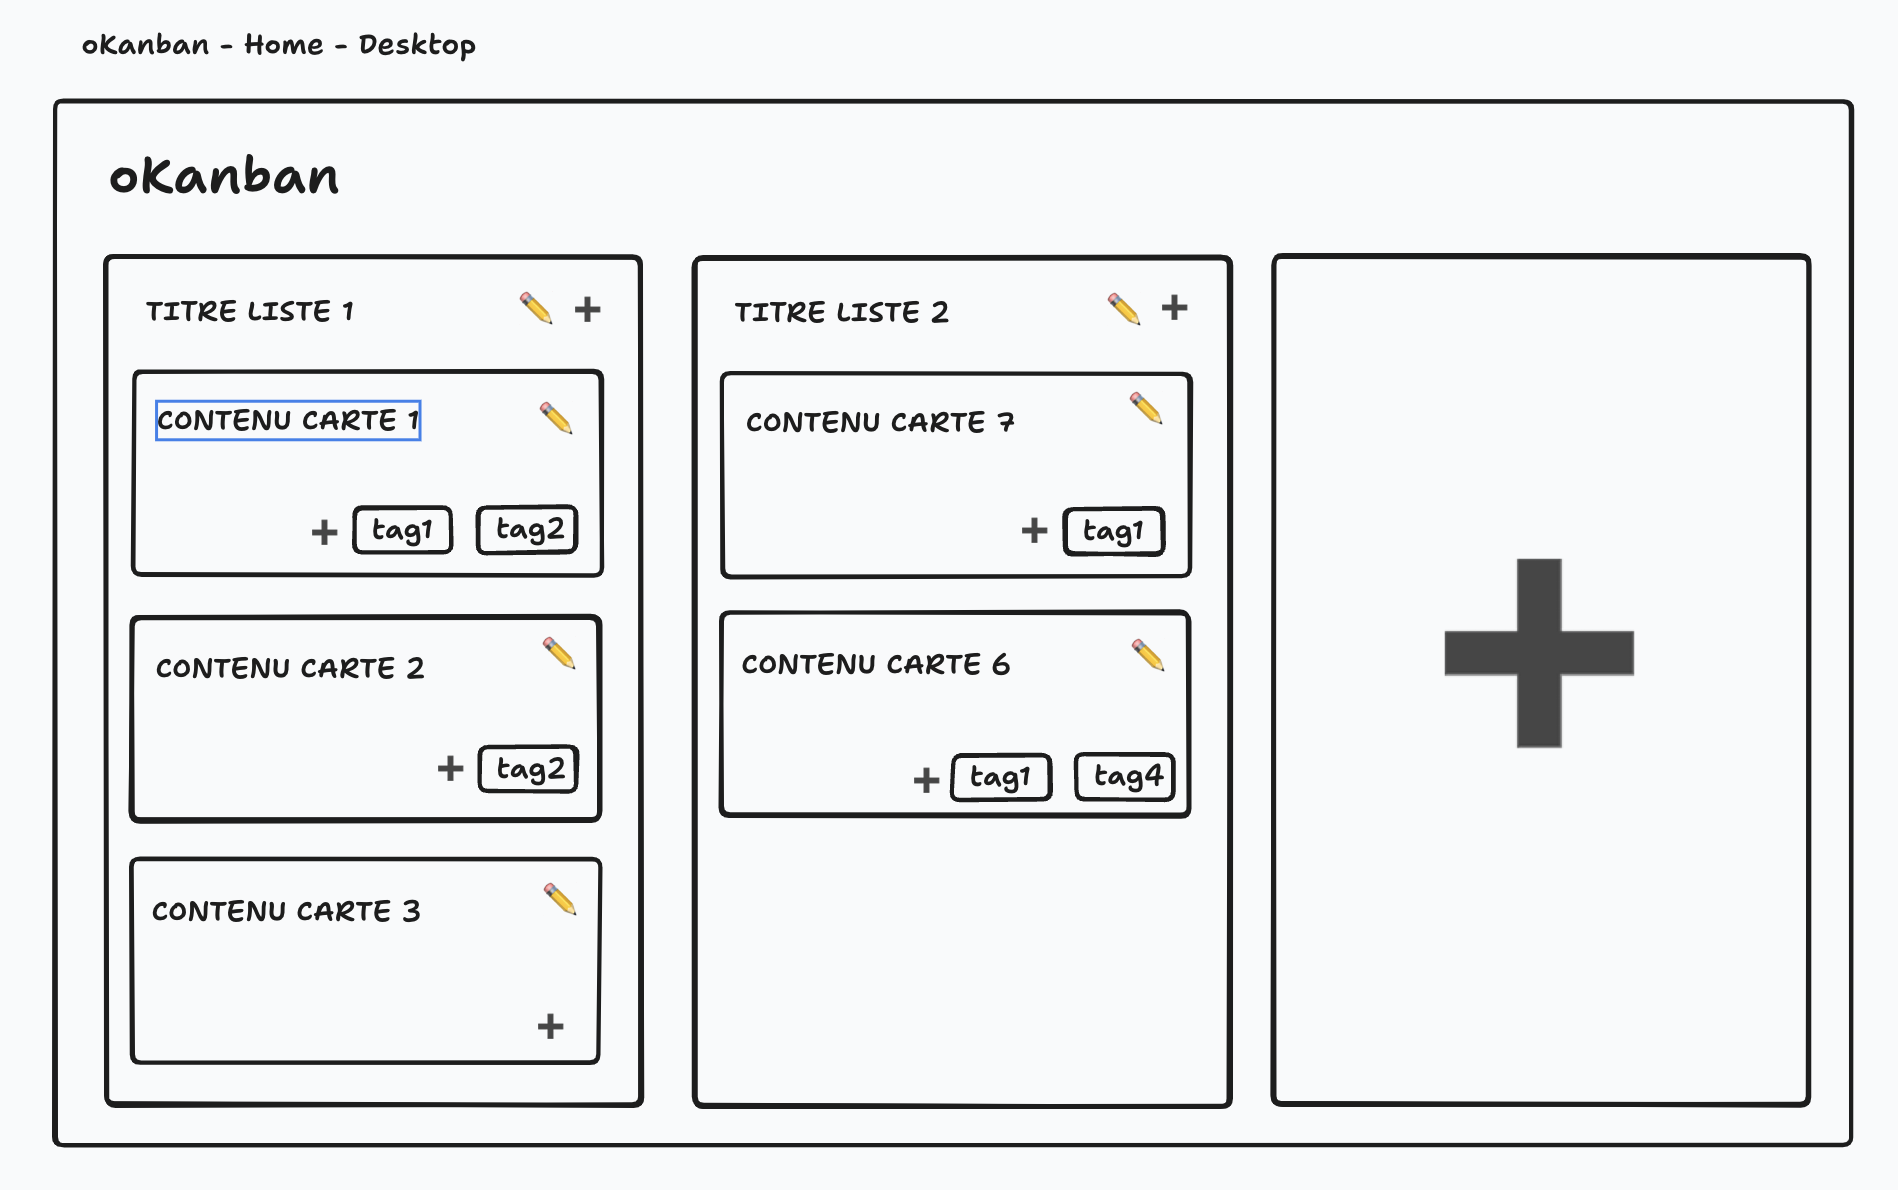 oKanban - Home - Desktop
oKanban
TITRE LISTE 1
CONTENU CARTE 1
tag1
tag2
CONTENU CARTE 2
tag2
CONTENU CARTE 3
TITRE LISTE 2
CONTENU CARTE 7
tag1
CONTENU CARTE 6
tag1
tag4